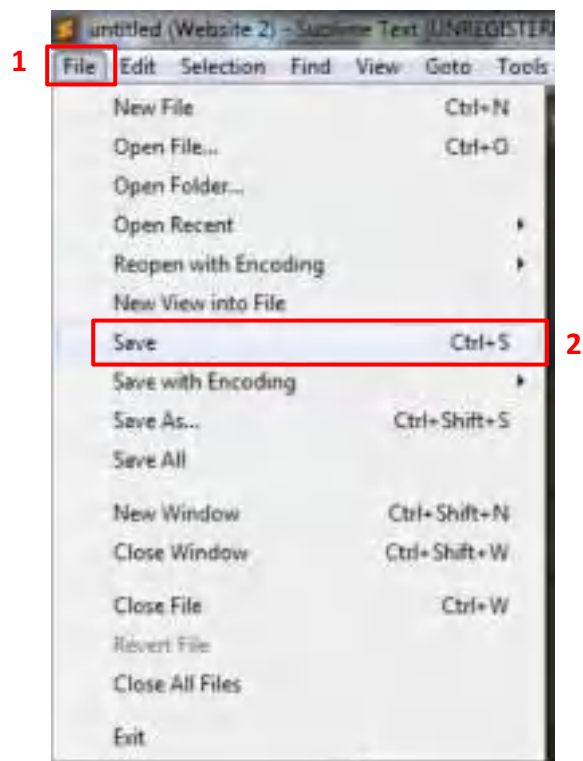 untitled (Website 2) - Sublime Text (UNREGISTER
1 File Edit Selection Find View Goto Tools
New File Ctrl+N
Open File... Ctrl+O
Open Folder...
Open Recent
Reopen with Encoding
New View into File
Save Ctrl+S 2
Save with Encoding
Save As... Ctrl+Shift+S
Save All
New Window Ctrl+Shift+N
Close Window Ctrl+Shift+W
Close File Ctrl+W
Revert File
Close All Files
Exit